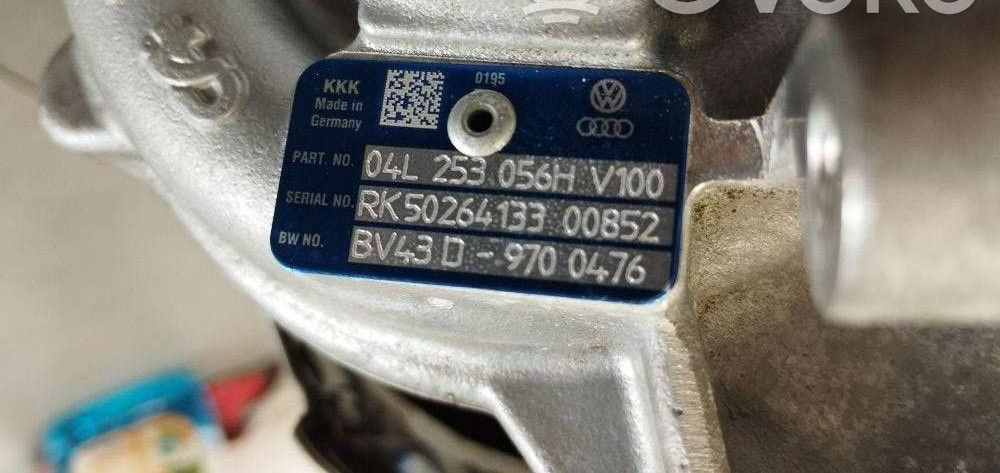 OVOKO
KKK
Made in
Germany
0195
PART. NO. 04L 253 056H V100
SERIAL NO. RK50264133 00852
BW NO. BV43 D - 970 0476